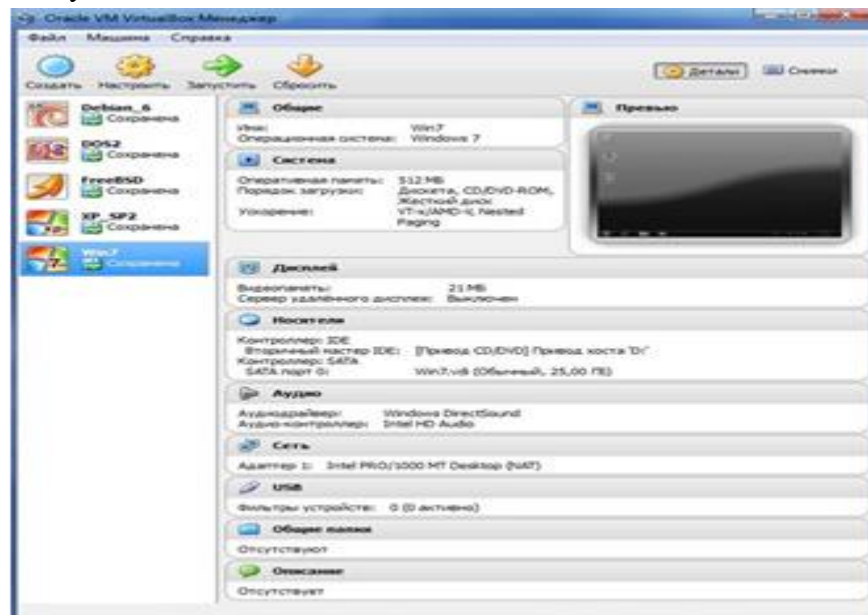 Oracle VM VirtualBox Менеджер
Файл Машина Справка
Создать Настроить Запустить Сбросить
Детали Снимки
Debian_6
Сохранена
DOS2
Сохранена
FreeBSD
Сохранена
XP_SP2
Сохранена
Win7
Сохранена
Общие
Имя: Win7
Операционная система: Windows 7
Система
Оперативная память: 512 МБ
Порядок загрузки: Дискета, CD/DVD-ROM,
Жёсткий диск
Ускорение: VT-x/AMD-V, Nested
Paging
Превью
Дисплей
Видеопамять: 21 МБ
Сервер удалённого дисплея: Выключен
Носители
Контроллер: IDE
Вторичный мастер IDE: [Привод CD/DVD] Привод хоста 'D:'
Контроллер: SATA
SATA порт 0: Win7.vdi (Обычный, 25,00 ГБ)
Аудио
Аудиодрайвер: Windows DirectSound
Аудио-контроллер: Intel HD Audio
Сеть
Адаптер 1: Intel PRO/1000 MT Desktop (NAT)
USB
Фильтры устройств: 0 (0 активно)
Общие папки
Отсутствуют
Описание
Отсутствует